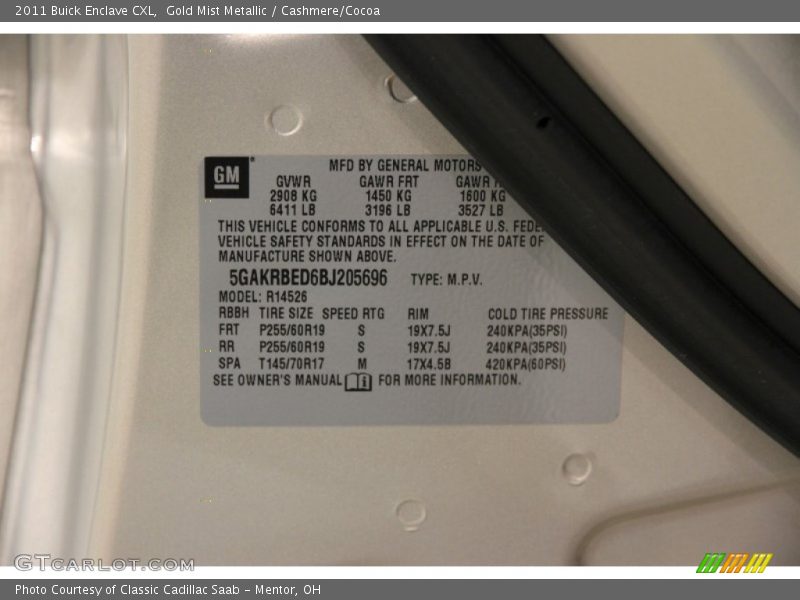 2011 Buick Enclave CXL,  Gold Mist Metallic / Cashmere/Cocoa
GM
MFD BY GENERAL MOTORS
GVWR GAWR FRT GAWR
2908 KG 1450 KG 1600 KG
6411 LB 3196 LB 3527 LB
THIS VEHICLE CONFORMS TO ALL APPLICABLE U.S.
VEHICLE SAFETY STANDARDS IN EFFECT ON THE DATE OF
MANUFACTURE SHOWN ABOVE.
5GAKRBED6BJ205696 TYPE: M.P.V.
MODEL: R14526
RBBH TIRE SIZE SPEED RTG RIM COLD TIRE PRESSURE
FRT P255/60R19 S 19X7.5J 240KPA(35PSI)
RR P255/60R19 S 19X7.5J 240KPA(35PSI)
SPA T145/70R17 M 17X4.5B 420KPA(60PSI)
SEE OWNER'S MANUAL FOR MORE INFORMATION.
GTCARLOT.COM
Photo Courtesy of Classic Cadillac Saab - Mentor, OH